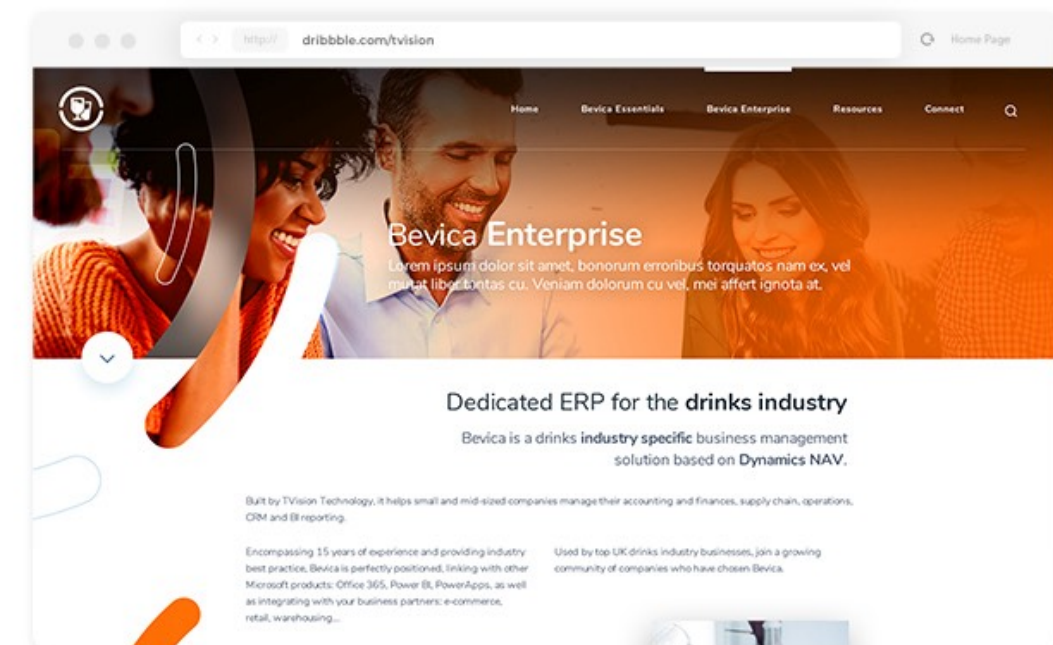 http://
dribbble.com/tvision
Home Page
Home
Bevica Essentials
Bevica Enterprise
Resources
Connect
Bevica Enterprise
Lorem ipsum dolor sit amet, bonorum erroribus torquatos nam ex, vel
mutat liber tantas cu. Veniam dolorum cu vel, mei affert ignota at.
Dedicated ERP for the drinks industry
Bevica is a drinks industry specific business management
solution based on Dynamics NAV.
Built by TVision Technology, it helps small and mid-sized companies manage their accounting and finances, supply chain, operations,
CRM and BI reporting.
Encompassing 15 years of experience and providing industry
best practice, Bevica is perfectly positioned, linking with other
Microsoft products: Office 365, Power BI, PowerApps, as well
as integrating with your business partners: e-commerce,
retail, warehousing...
Used by top UK drinks industry businesses, join a growing
community of companies who have chosen Bevica.